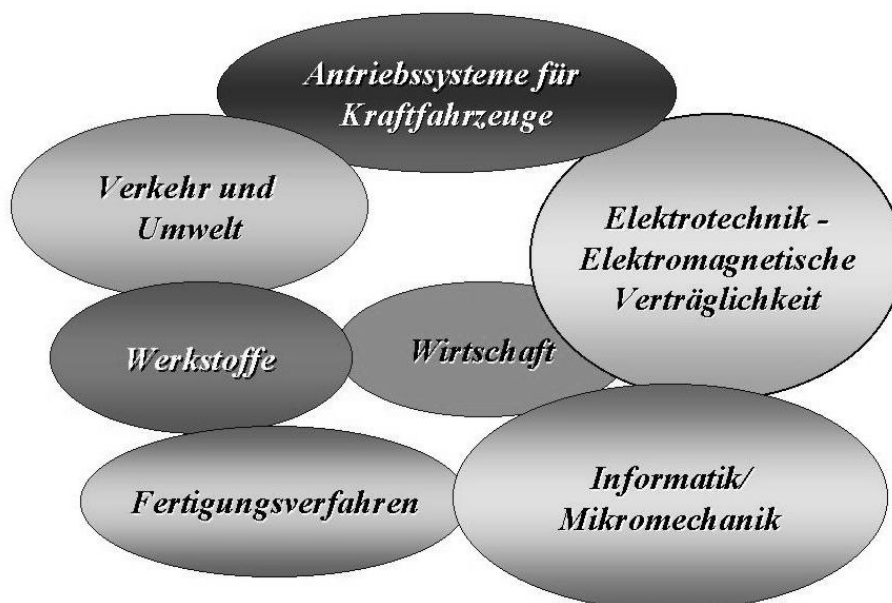 Antriebssysteme für
Kraftfahrzeuge
Verkehr und
Umwelt
Elektrotechnik -
Elektromagnetische
Verträglichkeit
Werkstoffe
Wirtschaft
Fertigungsverfahren
Informatik/
Mikromechanik